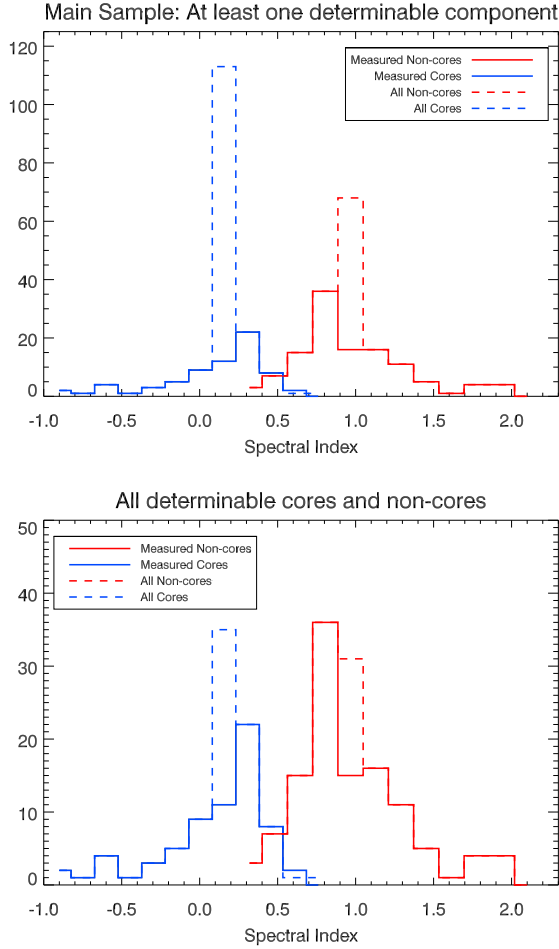 Main Sample: At least one determinable component
120
100
80
60
40
20
0
Measured Non-cores
Measured Cores
All Non-cores
All Cores
-1.0 -0.5 0.0 0.5 1.0 1.5 2.0
Spectral Index
All determinable cores and non-cores
50
40
30
20
10
0
Measured Non-cores
Measured Cores
All Non-cores
All Cores
-1.0 -0.5 0.0 0.5 1.0 1.5 2.0
Spectral Index